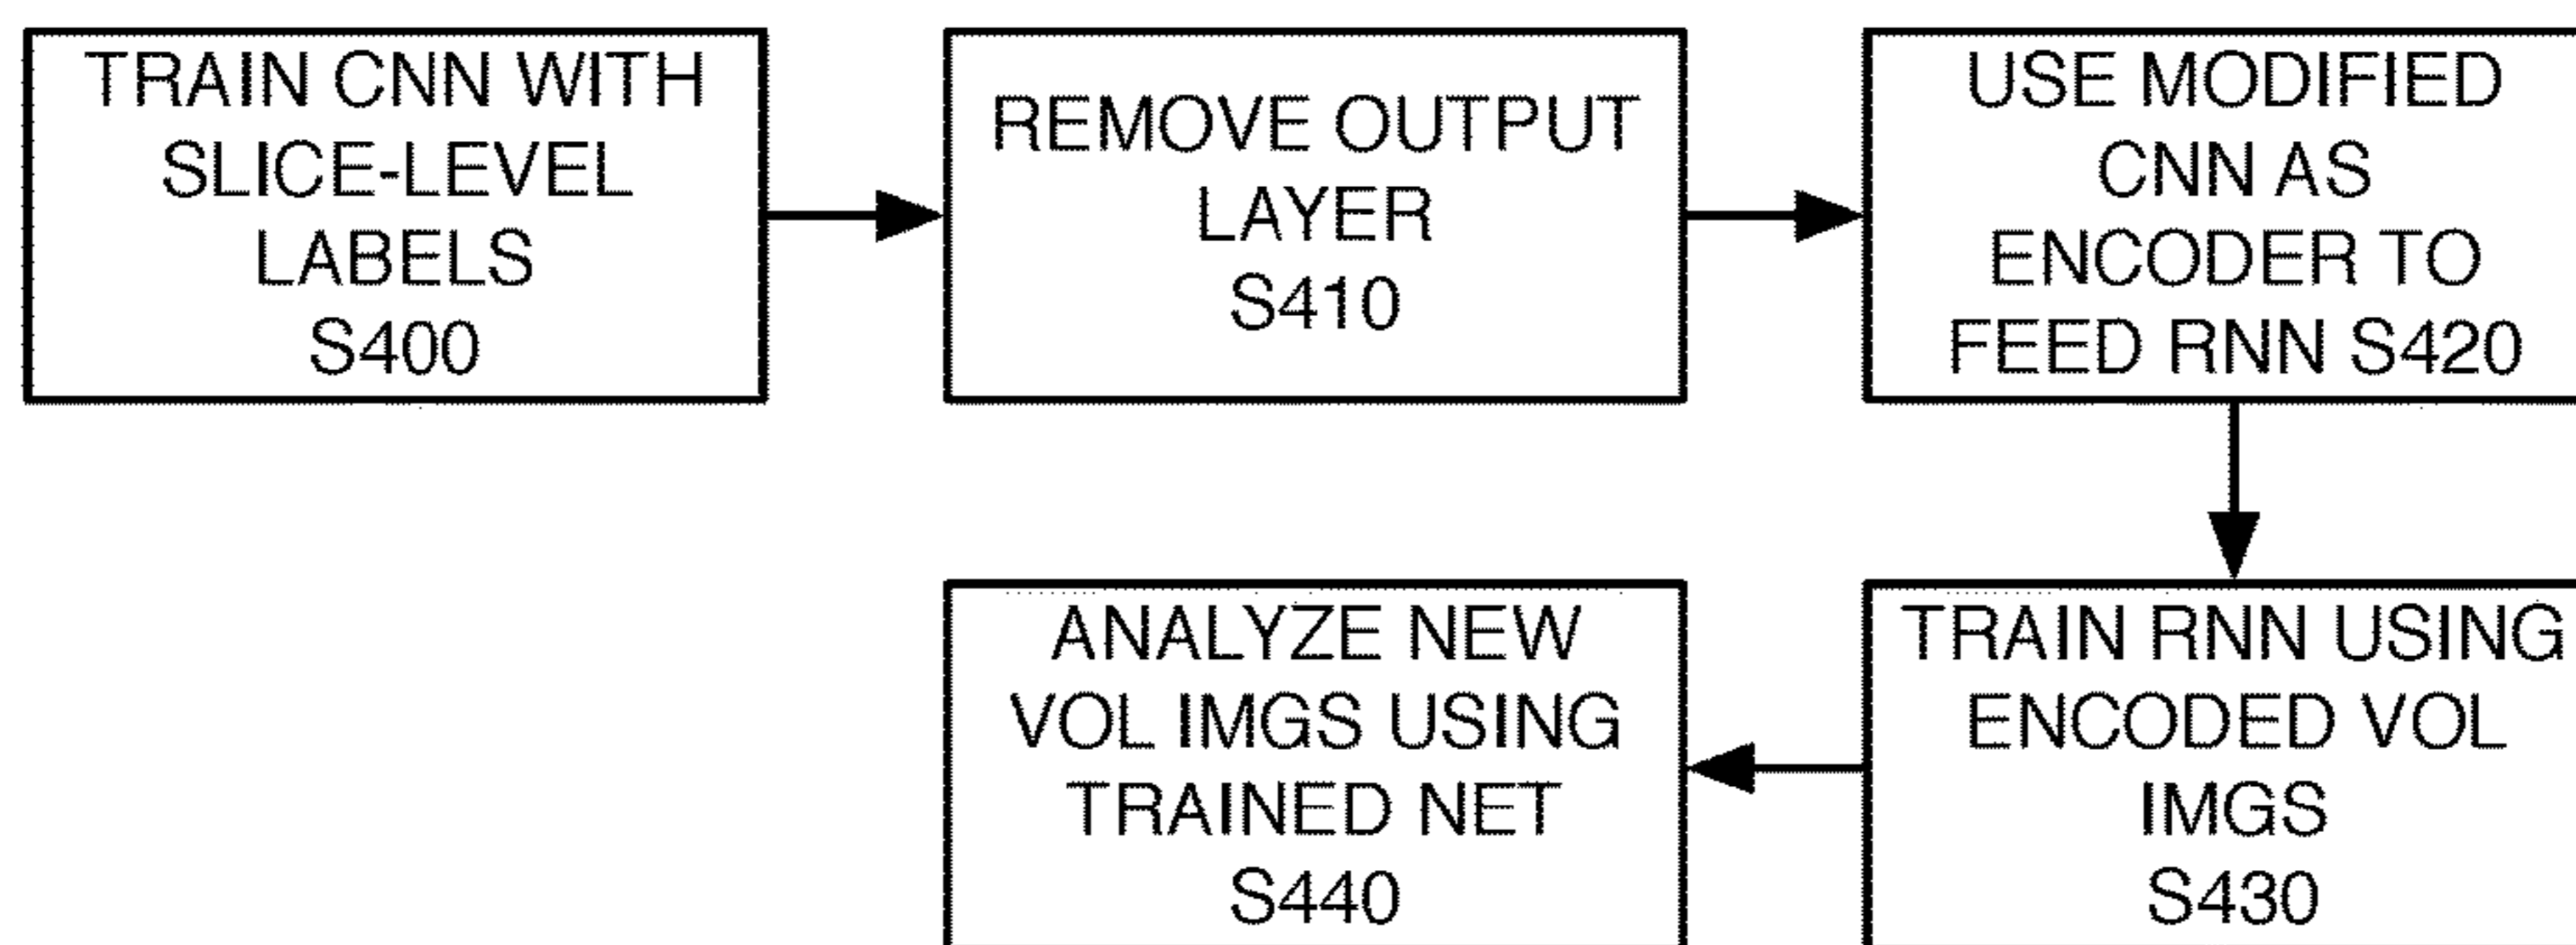 TRAIN CNN WITH
SLICE-LEVEL
LABELS
S400
REMOVE OUTPUT
LAYER
S410
USE MODIFIED
CNN AS
ENCODER TO
FEED RNN S420
TRAIN RNN USING
ENCODED VOL
IMGS
S430
ANALYZE NEW
VOL IMGS USING
TRAINED NET
S440